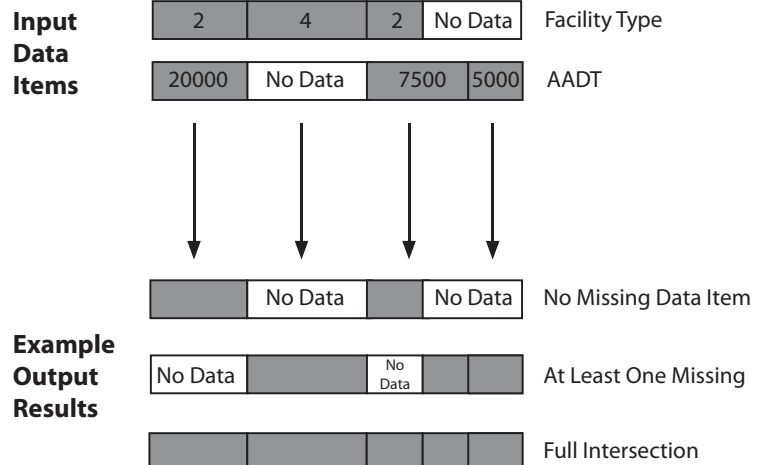 Input
Data
Items
2 4 2 No Data Facility Type
20000 No Data 7500 5000 AADT
No Data No Data No Missing Data Item
Example
Output
Results
No Data No
Data At Least One Missing
Full Intersection